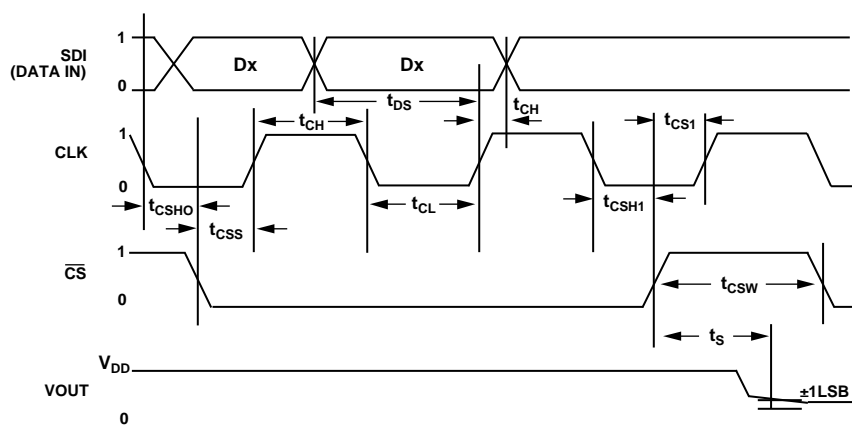 1
SDI
(DATA IN)
Dx
Dx
0
tDS
tCH
tCH
tCS1
1
CLK
0
tCSHO
tCSS
tCL
tCSH1
1
CS
0
tCSW
tS
VDD
VOUT
±1LSB
0